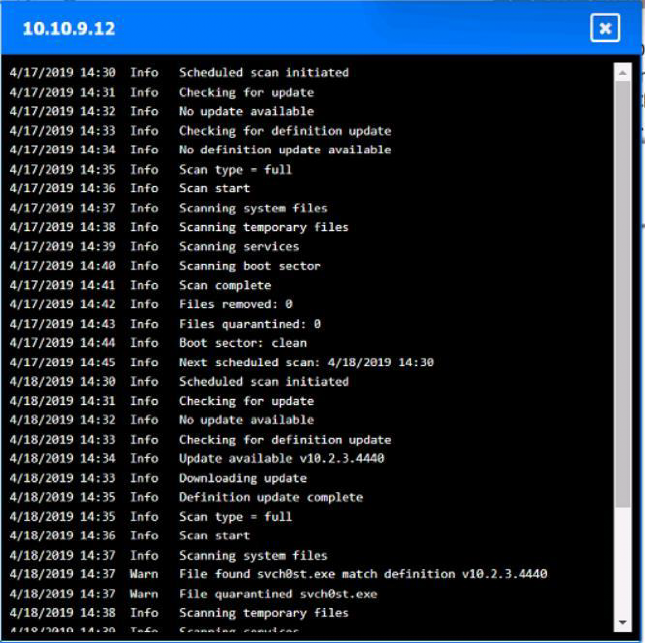 10.10.9.12
4/17/2019 14:30 Info Scheduled scan initiated
4/17/2019 14:31 Info Checking for update
4/17/2019 14:32 Info No update available
4/17/2019 14:33 Info Checking for definition update
4/17/2019 14:34 Info No definition update available
4/17/2019 14:35 Info Scan type = full
4/17/2019 14:36 Info Scan start
4/17/2019 14:37 Info Scanning system files
4/17/2019 14:38 Info Scanning temporary files
4/17/2019 14:39 Info Scanning services
4/17/2019 14:40 Info Scanning boot sector
4/17/2019 14:41 Info Scan complete
4/17/2019 14:42 Info Files removed: 0
4/17/2019 14:43 Info Files quarantined: 0
4/17/2019 14:44 Info Boot sector: clean
4/17/2019 14:45 Info Next scheduled scan: 4/18/2019 14:30
4/18/2019 14:30 Info Scheduled scan initiated
4/18/2019 14:31 Info Checking for update
4/18/2019 14:32 Info No update available
4/18/2019 14:33 Info Checking for definition update
4/18/2019 14:34 Info Update available v10.2.3.4440
4/18/2019 14:33 Info Downloading update
4/18/2019 14:35 Info Definition update complete
4/18/2019 14:35 Info Scan type = full
4/18/2019 14:36 Info Scan start
4/18/2019 14:37 Info Scanning system files
4/18/2019 14:37 Warn File found svch0st.exe match definition v10.2.3.4440
4/18/2019 14:37 Warn File quarantined svch0st.exe
4/18/2019 14:38 Info Scanning temporary files
4/18/2019 14:39 Info Scanning services